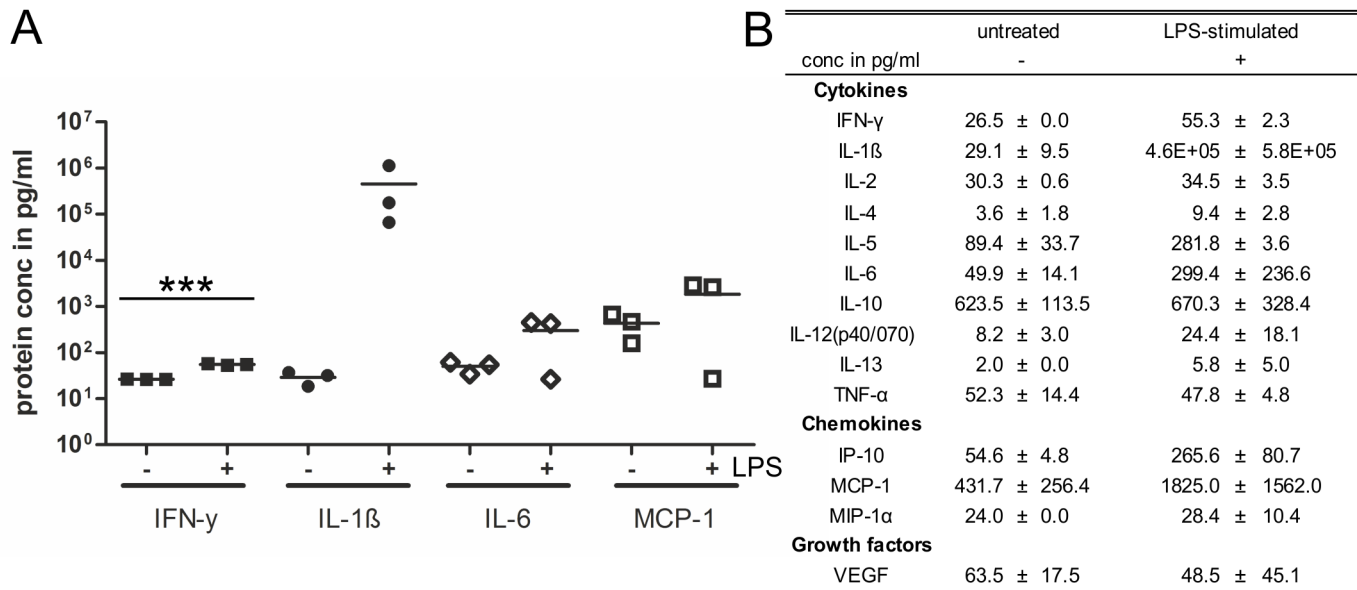 A
protein conc in pg/ml
10⁷
10⁶
10⁵
10⁴
10³
10²
10¹
10⁰
***
- + - + - + - + LPS
IFN-y IL-1ß IL-6 MCP-1
B
untreated LPS-stimulated
conc in pg/ml - +
Cytokines
IFN-γ 26.5 ± 0.0 55.3 ± 2.3
IL-1ß 29.1 ± 9.5 4.6E+05 ± 5.8E+05
IL-2 30.3 ± 0.6 34.5 ± 3.5
IL-4 3.6 ± 1.8 9.4 ± 2.8
IL-5 89.4 ± 33.7 281.8 ± 3.6
IL-6 49.9 ± 14.1 299.4 ± 236.6
IL-10 623.5 ± 113.5 670.3 ± 328.4
IL-12(p40/070) 8.2 ± 3.0 24.4 ± 18.1
IL-13 2.0 ± 0.0 5.8 ± 5.0
TNF-α 52.3 ± 14.4 47.8 ± 4.8
Chemokines
IP-10 54.6 ± 4.8 265.6 ± 80.7
MCP-1 431.7 ± 256.4 1825.0 ± 1562.0
MIP-1α 24.0 ± 0.0 28.4 ± 10.4
Growth factors
VEGF 63.5 ± 17.5 48.5 ± 45.1